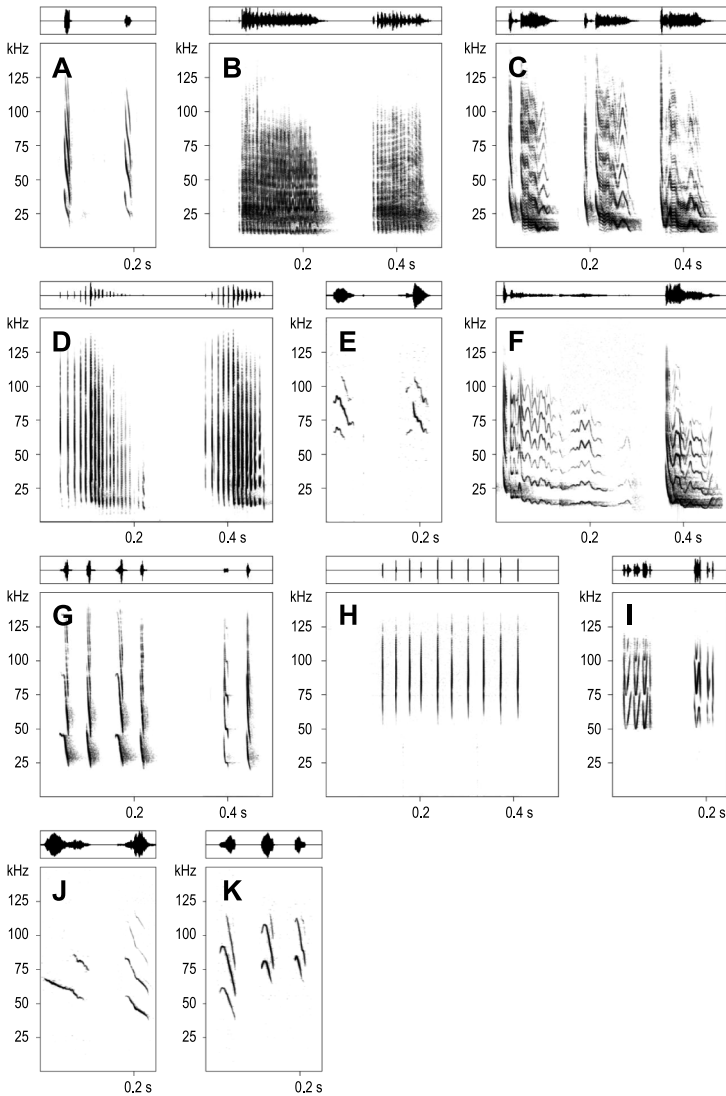 A B C
kHz kHz kHz
125 125 125
100 100 100
75 75 75
50 50 50
25 25 25
0.2 s 0.2 0.4 s 0.2 0.4 s
D E F
kHz kHz kHz
125 125 125
100 100 100
75 75 75
50 50 50
25 25 25
0.2 0.4 s 0.2 s 0.2 0.4 s
G H I
kHz kHz kHz
125 125 125
100 100 100
75 75 75
50 50 50
25 25 25
0.2 0.4 s 0.2 0.4 s 0.2 s
J K
kHz kHz
125 125
100 100
75 75
50 50
25 25
0.2 s 0.2 s